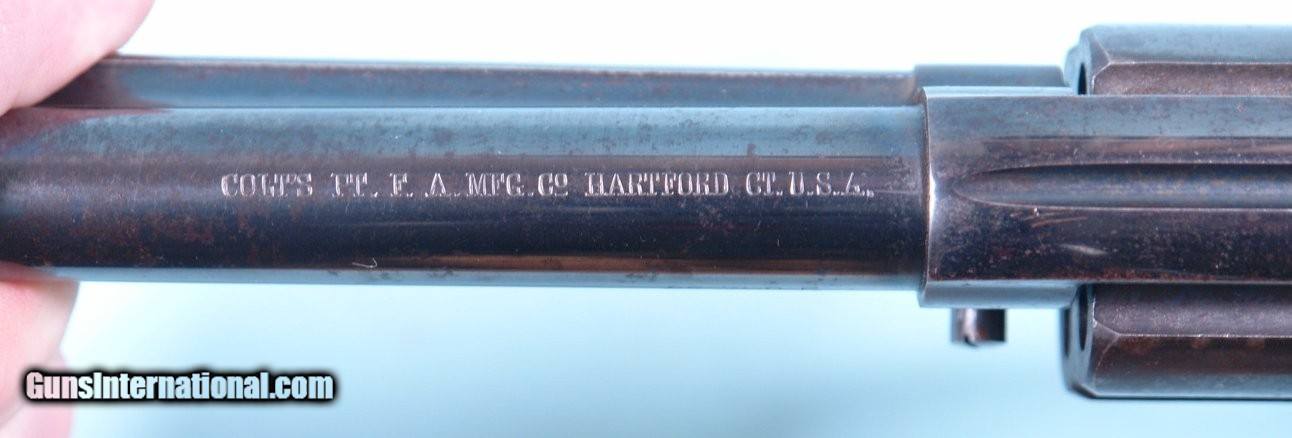 COLT'S PT. F. A. MFG. Co HARTFORD CT. U.S.A.
GunsInternational.com